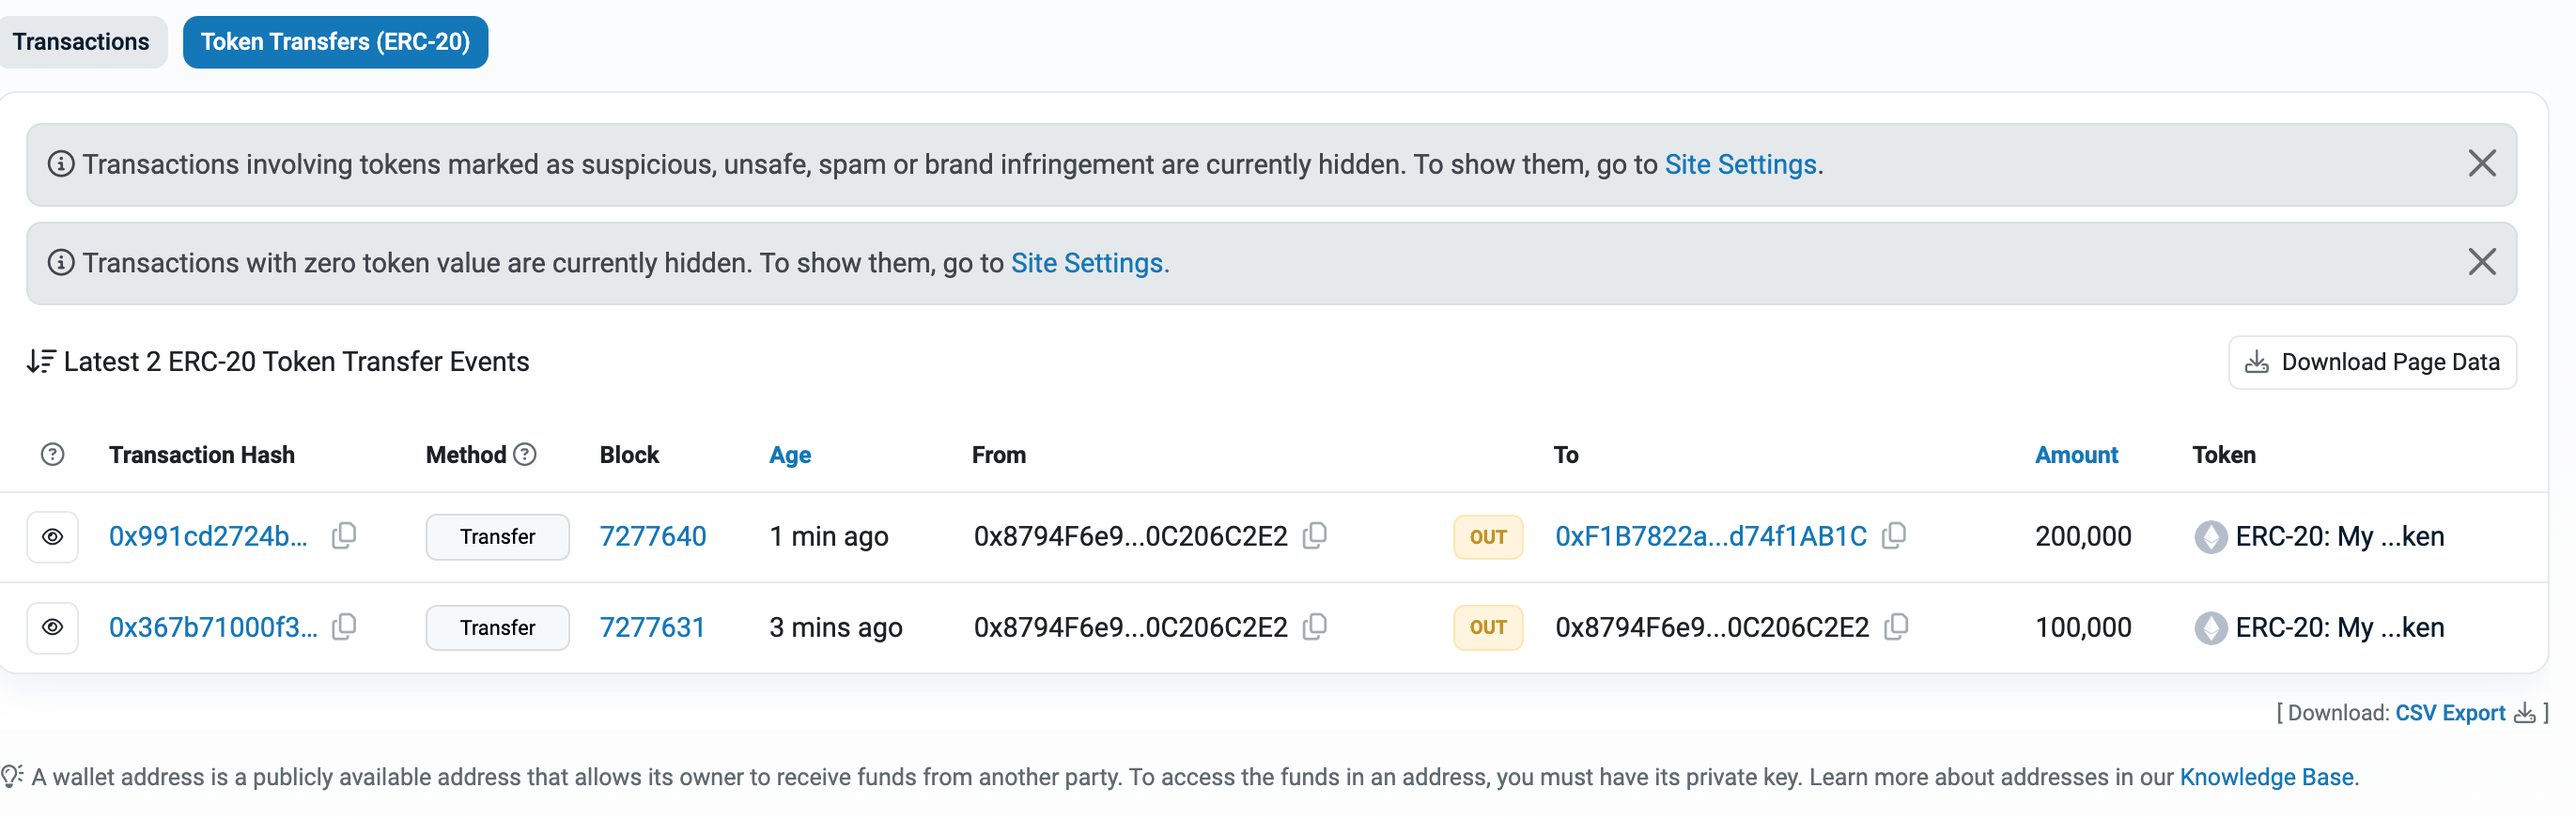 Transactions Token Transfers (ERC-20)
Transactions involving tokens marked as suspicious, unsafe, spam or brand infringement are currently hidden. To show them, go to Site Settings.
Transactions with zero token value are currently hidden. To show them, go to Site Settings.
Latest 2 ERC-20 Token Transfer Events Download Page Data
Transaction Hash Method Block Age From To Amount Token
0x991cd2724b... Transfer 7277640 1 min ago 0x8794F6e9...0C206C2E2 OUT 0xF1B7822a...d74f1AB1C 200,000 ERC-20: My ...ken
0x367b71000f3... Transfer 7277631 3 mins ago 0x8794F6e9...0C206C2E2 OUT 0x8794F6e9...0C206C2E2 100,000 ERC-20: My ...ken
[ Download: CSV Export ]
A wallet address is a publicly available address that allows its owner to receive funds from another party. To access the funds in an address, you must have its private key. Learn more about addresses in our Knowledge Base.